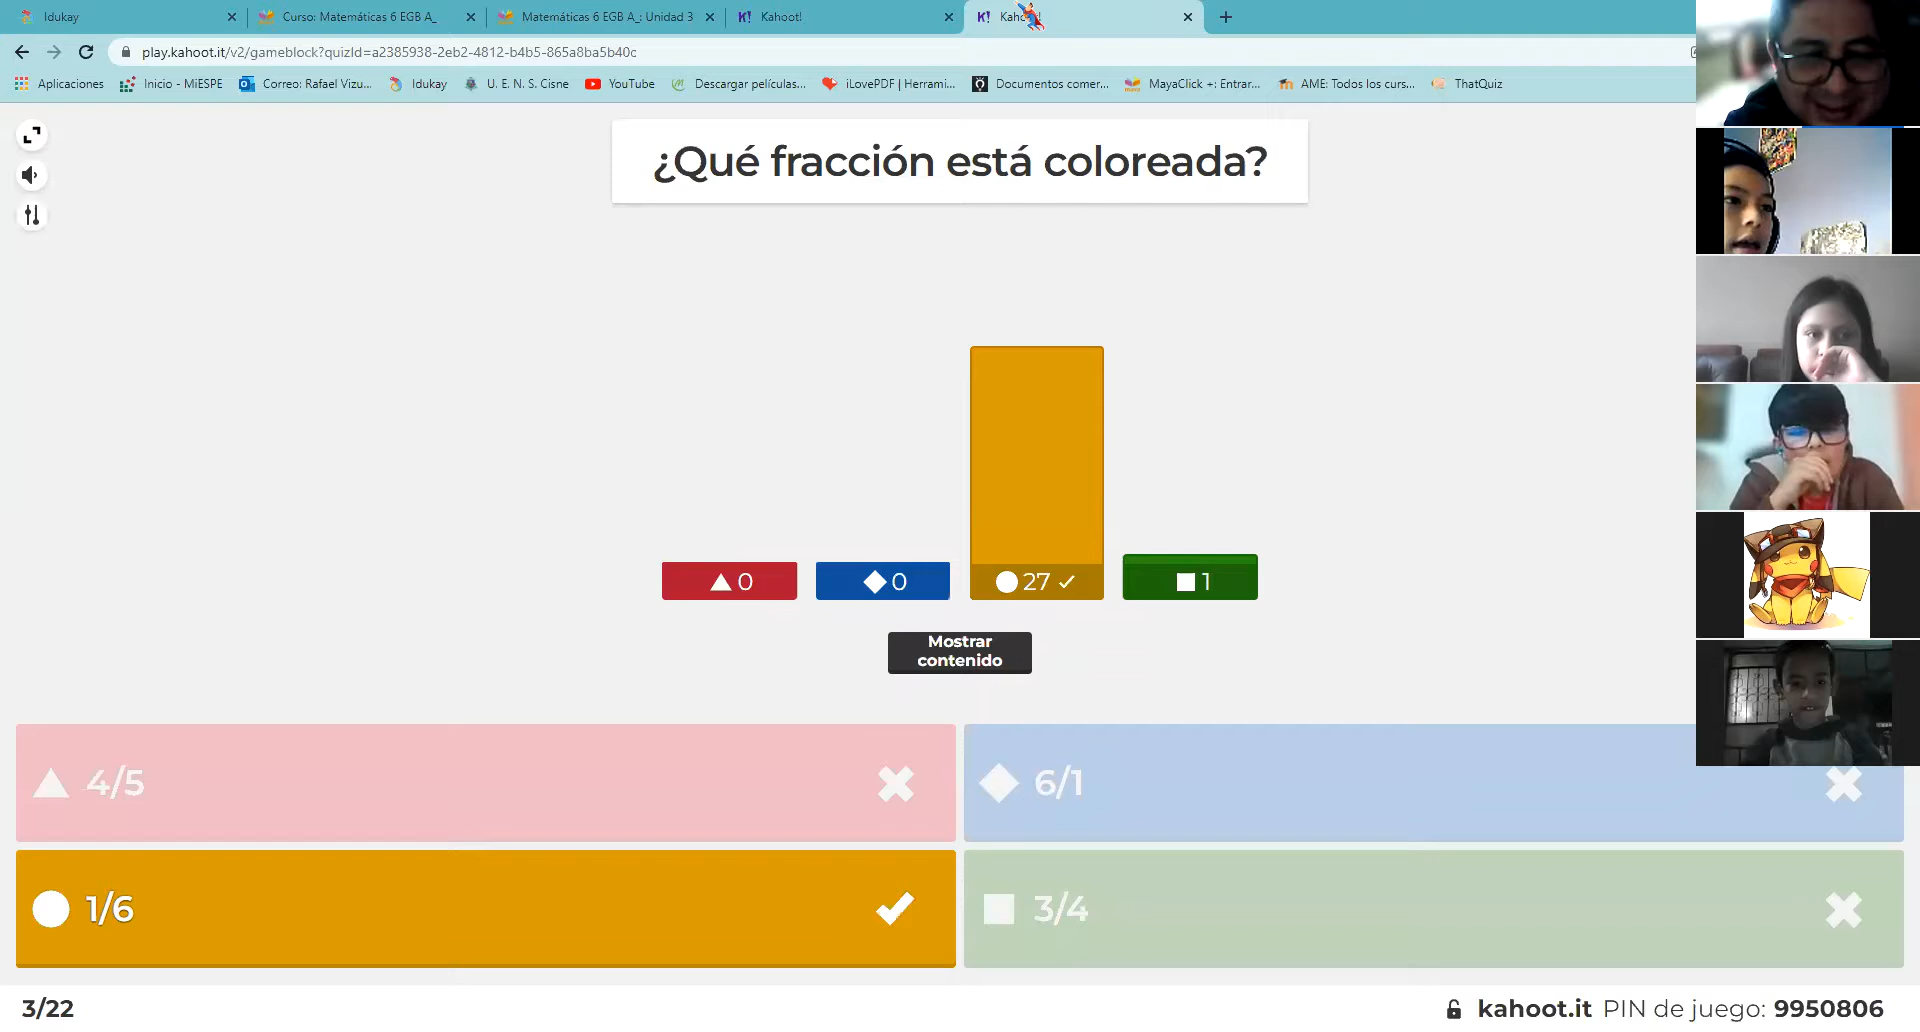 Idukay
Curso: Matemáticas 6 EGB A_
Matemáticas 6 EGB A_: Unidad 3
K! Kahoot!
K!
play.kahoot.it/v2/gameblock?quizId=a2385938-2eb2-4812-b4b5-865a8ba5b40c
Aplicaciones
Inicio - MiESPE
Correo: Rafael Vizu...
Idukay
U. E. N. S. Cisne
YouTube
Descargar películas...
iLovePDF | Herrami...
Documentos comer...
MayaClick +: Entrar...
AME: Todos los curs...
ThatQuiz
¿Qué fracción está coloreada?
0
0
27
1
Mostrar
contenido
4/5
6/1
1/6
3/4
3/22
kahoot.it PIN de juego: 9950806